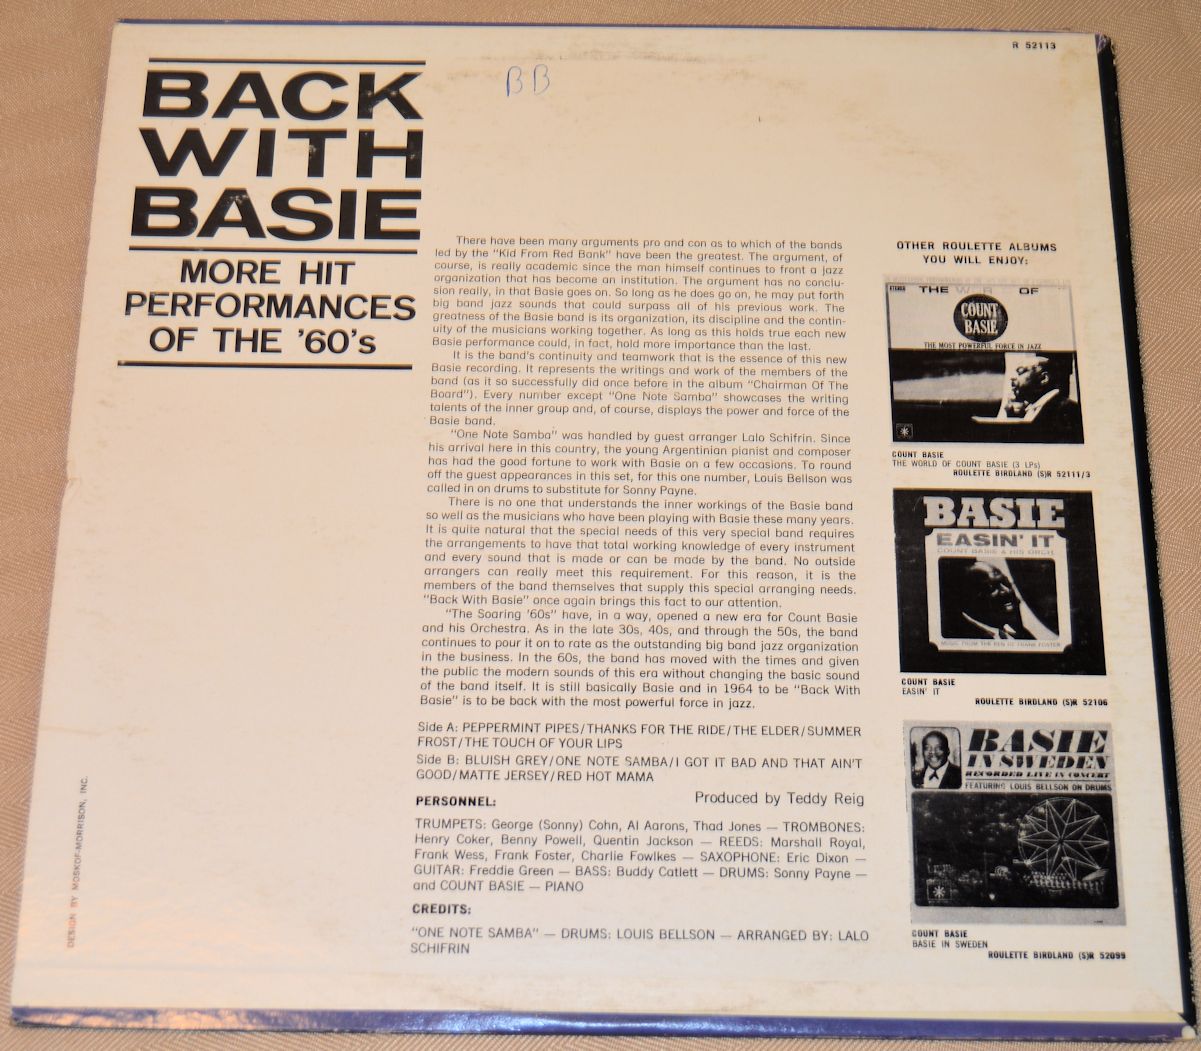 R 52113
BB
BACK
WITH
BASIE
MORE HIT
PERFORMANCES
OF THE '60's
There have been many arguments pro and con as to which of the bands
led by the "Kid From Red Bank" have been the greatest. The argument, of
course, is really academic since the man himself continues to front a jazz
organization that has become an institution. The argument has no conclu-
sion really, in that Basie goes on. So long as he does go on, he may put forth
big band jazz sounds that could surpass all of his previous work. The
greatness of the Basie band is its organization, its discipline and the contin-
uity of the musicians working together. As long as this holds true each new
Basie performance could, in fact, hold more importance than the last.
It is the band's continuity and teamwork that is the essence of this new
Basie recording. It represents the writings and work of the members of the
band (as it so successfully did once before in the album "Chairman Of The
Board"). Every number except "One Note Samba" showcases the writing
talents of the inner group and, of course, displays the power and force of the
Basie band.
"One Note Samba" was handled by guest arranger Lalo Schifrin. Since
his arrival here in this country, the young Argentinian pianist and composer
has had the good fortune to work with Basie on a few occasions. To round
off the guest appearances in this set, for this one number, Louis Bellson was
called in on drums to substitute for Sonny Payne.
There is no one that understands the inner workings of the Basie band
so well as the musicians who have been playing with Basie these many years.
It is quite natural that the special needs of this very special band requires
the arrangements to have that total working knowledge of every instrument
and every sound that is made or can be made by the band. No outside
arrangers can really meet this requirement. For this reason, it is the
members of the band themselves that supply this special arranging needs.
"Back With Basie" once again brings this fact to our attention.
"The Soaring '60s" have, in a way, opened a new era for Count Basie
and his Orchestra. As in the late 30s, 40s, and through the 50s, the band
continues to pour it on to rate as the outstanding big band jazz organization
in the business. In the 60s, the band has moved with the times and given
the public the modern sounds of this era without changing the basic sound
of the band itself. It is still basically Basie and in 1964 to be "Back With
Basie" is to be back with the most powerful force in jazz.
Side A: PEPPERMINT PIPES/THANKS FOR THE RIDE/THE ELDER/SUMMER
FROST/THE TOUCH OF YOUR LIPS
Side B: BLUISH GREY/ONE NOTE SAMBA/I GOT IT BAD AND THAT AIN'T
GOOD/MATTE JERSEY/RED HOT MAMA
PERSONNEL:
Produced by Teddy Reig
TRUMPETS: George (Sonny) Cohn, Al Aarons, Thad Jones — TROMBONES:
Henry Coker, Benny Powell, Quentin Jackson — REEDS: Marshall Royal,
Frank Wess, Frank Foster, Charlie Fowlkes — SAXOPHONE: Eric Dixon —
GUITAR: Freddie Green — BASS: Buddy Catlett — DRUMS: Sonny Payne —
and COUNT BASIE — PIANO
CREDITS:
"ONE NOTE SAMBA" — DRUMS: LOUIS BELLSON — ARRANGED BY: LALO
SCHIFRIN
OTHER ROULETTE ALBUMS
YOU WILL ENJOY:
STEREO
THE OF
COUNT
BASIE
THE MOST POWERFUL FORCE IN JAZZ
COUNT BASIE
THE WORLD OF COUNT BASIE (3 LPs)
ROULETTE BIRDLAND (S)R 52111/3
BASIE
EASIN' IT
COUNT BASIE & HIS ORCH.
MUSIC FROM THE PEN OF FRANK FOSTER
COUNT BASIE
EASIN' IT
ROULETTE BIRDLAND (S)R 52106
BASIE
IN SWEDEN
RECORDED LIVE IN CONCERT
FEATURING LOUIS BELLSON ON DRUMS
COUNT BASIE
BASIE IN SWEDEN
ROULETTE BIRDLAND (S)R 52099
DESIGN BY MOSKOF-MORRISON, INC.